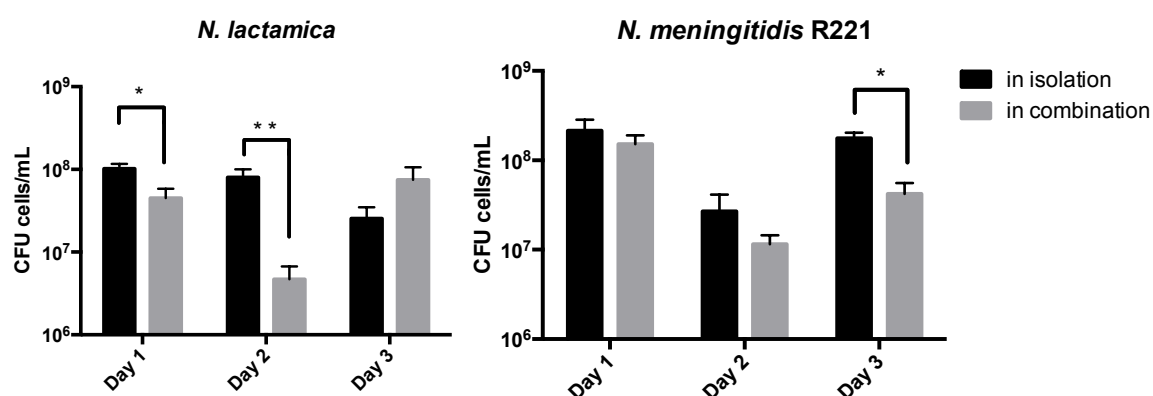 N. lactamica
CFU cells/mL
10⁹
10⁸
10⁷
10⁶
*
* *
Day 1
Day 2
Day 3
N. meningitidis R221
CFU cells/mL
10⁹
10⁸
10⁷
10⁶
*
Day 1
Day 2
Day 3
in isolation
in combination